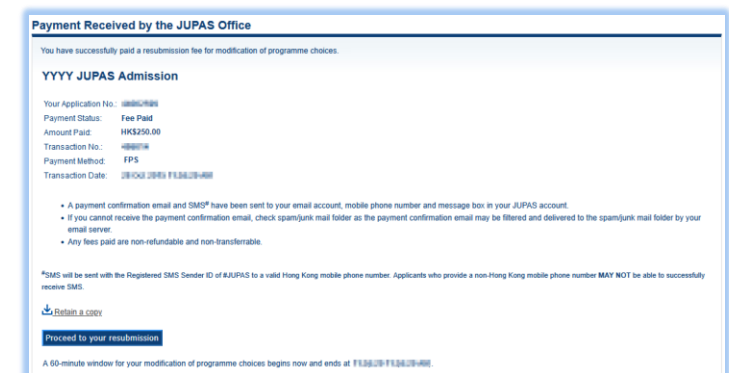 Payment Received by the JUPAS Office
You have successfully paid a resubmission fee for modification of programme choices.
YYYY JUPAS Admission
Your Application No.:
Payment Status: Fee Paid
Amount Paid: HK$250.00
Transaction No.:
Payment Method: FPS
Transaction Date:
• A payment confirmation email and SMS# have been sent to your email account, mobile phone number and message box in your JUPAS account.
• If you cannot receive the payment confirmation email, check spam/junk mail folder as the payment confirmation email may be filtered and delivered to the spam/junk mail folder by your
email server.
• Any fees paid are non-refundable and non-transferrable.
#SMS will be sent with the Registered SMS Sender ID of #JUPAS to a valid Hong Kong mobile phone number. Applicants who provide a non-Hong Kong mobile phone number MAY NOT be able to successfully
receive SMS.
Retain a copy
Proceed to your resubmission
A 60-minute window for your modification of programme choices begins now and ends at